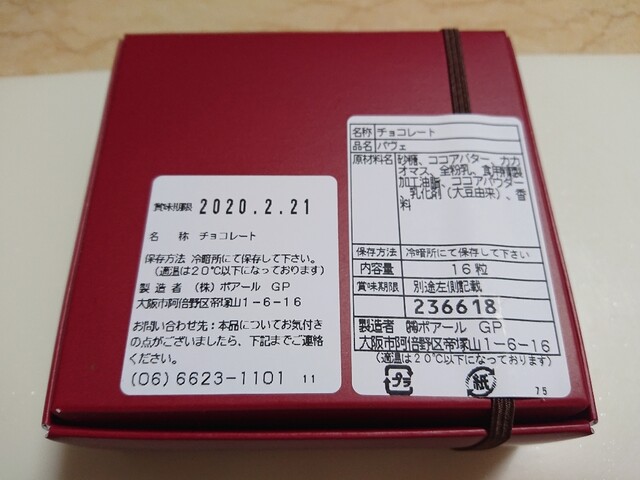 賞味期限 2020.2.21
名　称 チョコレート
保存方法 冷暗所にて保存して下さい。
(適温は20℃以下になっております)
製造者 (株)ポアール GP
大阪市阿倍野区帝塚山1-6-16
お問い合わせ先:本品についてお気付き
の点がございましたら、下記までご連絡
ください。
(06)6623-1101 11
名称 チョコレート
品名 パヴェ
原材料名 砂糖、ココアバター、カカ
オマス、全粉乳、食用精製
加工油脂、ココアパウダー
、乳化剤(大豆由来)、香
料
保存方法 冷暗所にて保存して下さい
内容量 16粒
賞味期限 別途左側記載
236618
製造者 ㈱ポアール GP
大阪市阿倍野区帝塚山1-6-16
(適温は20℃以下になっております)
プラ 紙
75